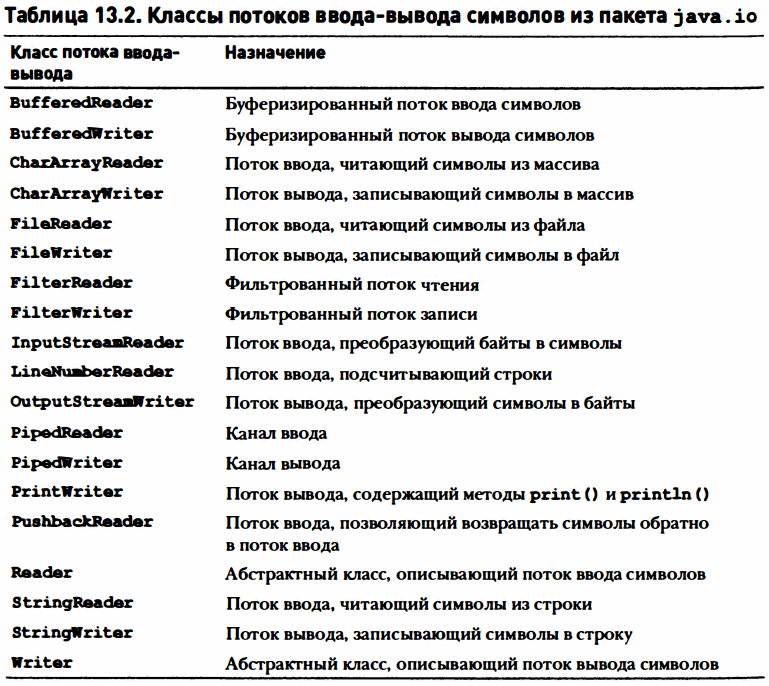 Таблица 13.2. Классы потоков ввода-вывода символов из пакета java.io
Класс потока ввода- Назначение
вывода
BufferedReader Буферизированный поток ввода символов
BufferedWriter Буферизированный поток вывода символов
CharArrayReader Поток ввода, читающий символы из массива
CharArrayWriter Поток вывода, записывающий символы в массив
FileReader Поток ввода, читающий символы из файла
FileWriter Поток вывода, записывающий символы в файл
FilterReader Фильтрованный поток чтения
FilterWriter Фильтрованный поток записи
InputStreamReader Поток ввода, преобразующий байты в символы
LineNumberReader Поток ввода, подсчитывающий строки
OutputStreamWriter Поток вывода, преобразующий символы в байты
PipedReader Канал ввода
PipedWriter Канал вывода
PrintWriter Поток вывода, содержащий методы print() и println()
PushbackReader Поток ввода, позволяющий возвращать символы обратно
в поток ввода
Reader Абстрактный класс, описывающий поток ввода символов
StringReader Поток ввода, читающий символы из строки
StringWriter Поток вывода, записывающий символы в строку
Writer Абстрактный класс, описывающий поток вывода символов